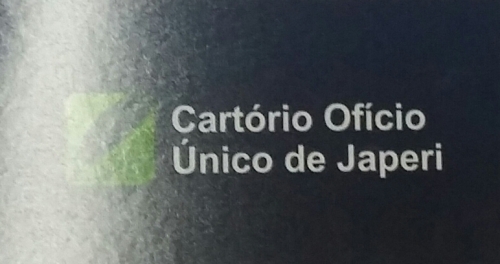 Cartório Ofício
Único de Japeri